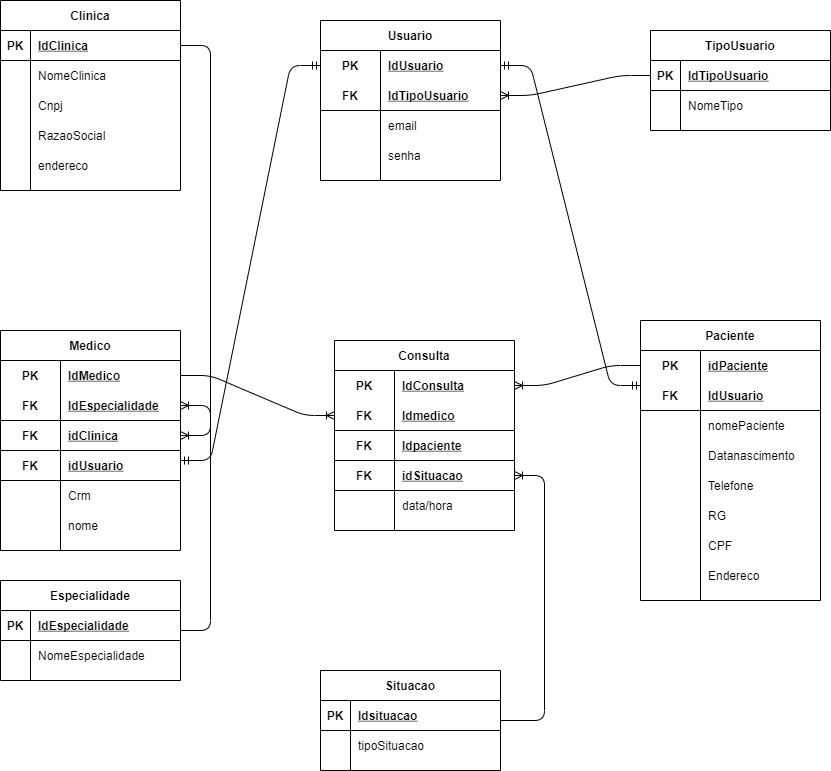 Clinica
PK IdClinica
NomeClinica
Cnpj
RazaoSocial
endereco
Usuario
PK IdUsuario
FK IdTipoUsuario
email
senha
TipoUsuario
PK IdTipoUsuario
NomeTipo
Medico
PK IdMedico
FK IdEspecialidade
FK idClinica
FK idUsuario
Crm
nome
Consulta
PK IdConsulta
FK Idmedico
FK Idpaciente
FK idSituacao
data/hora
Paciente
PK idPaciente
FK IdUsuario
nomePaciente
Datanascimento
Telefone
RG
CPF
Endereco
Especialidade
PK IdEspecialidade
NomeEspecialidade
Situacao
PK Idsituacao
tipoSituacao